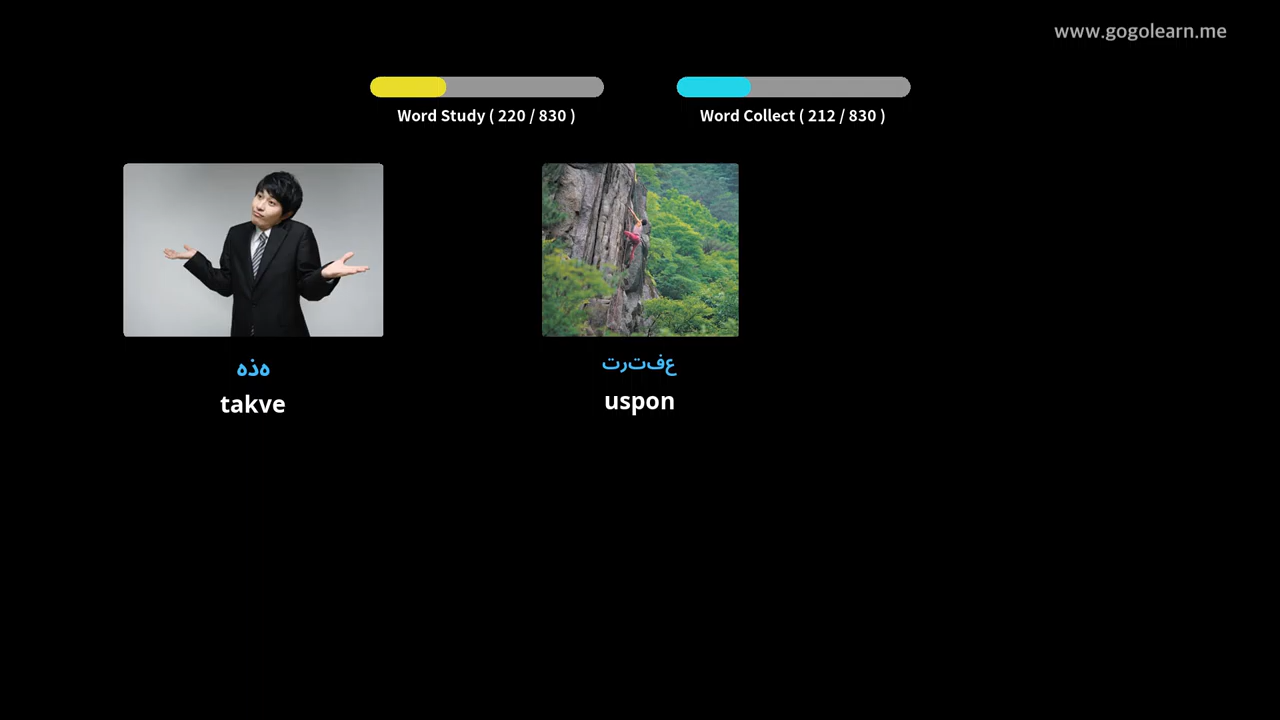 www.gogolearn.me
Word Study ( 220 / 830 )
Word Collect ( 212 / 830 )
هذه
takve
عفترت
uspon